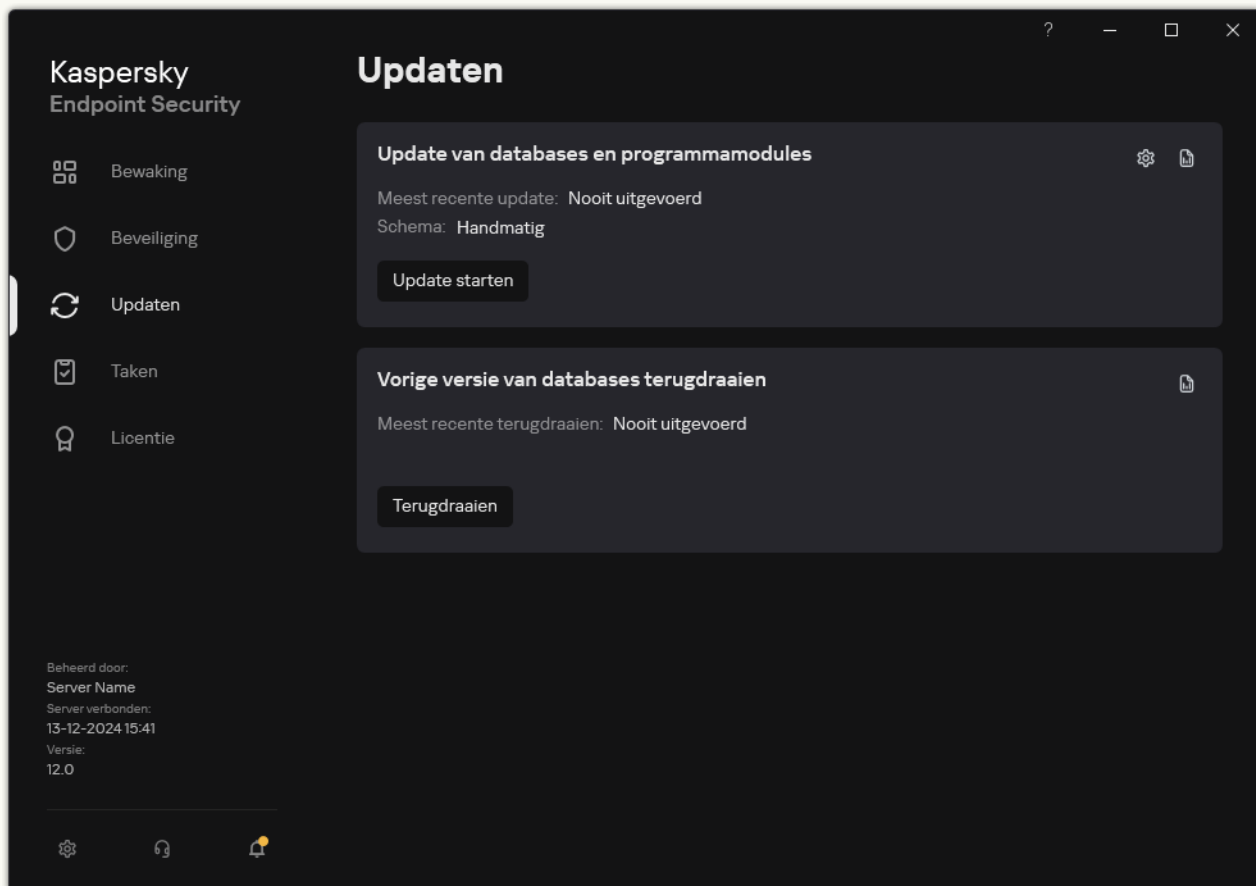 ?
Kaspersky
Endpoint Security
Bewaking
Beveiliging
Updaten
Taken
Licentie
Beheerd door:
Server Name
Server verbonden:
13-12-2024 15:41
Versie:
12.0
Updaten
Update van databases en programmamodules
Meest recente update: Nooit uitgevoerd
Schema: Handmatig
Update starten
Vorige versie van databases terugdraaien
Meest recente terugdraaien: Nooit uitgevoerd
Terugdraaien